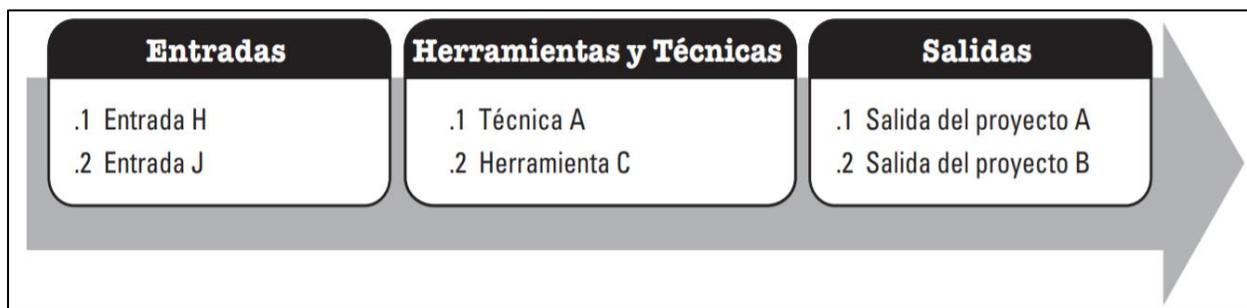 Entradas
.1 Entrada H
.2 Entrada J
Herramientas y Técnicas
.1 Técnica A
.2 Herramienta C
Salidas
.1 Salida del proyecto A
.2 Salida del proyecto B